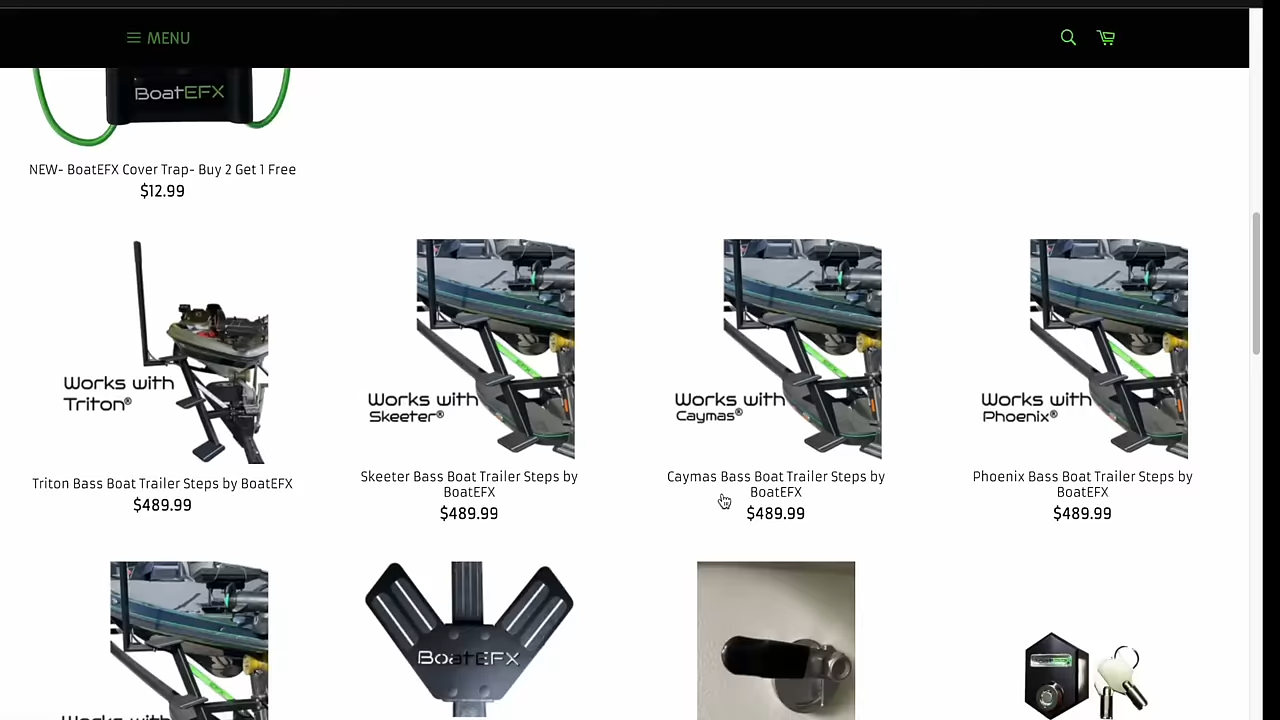 MENU
BoatEFX
NEW- BoatEFX Cover Trap- Buy 2 Get 1 Free
$12.99
Works with
Triton®
Works with
Skeeter®
Works with
Caymas®
Works with
Phoenix®
Triton Bass Boat Trailer Steps by BoatEFX
$489.99
Skeeter Bass Boat Trailer Steps by
BoatEFX
$489.99
Caymas Bass Boat Trailer Steps by
BoatEFX
$489.99
Phoenix Bass Boat Trailer Steps by
BoatEFX
$489.99
BoatEFX
Works with